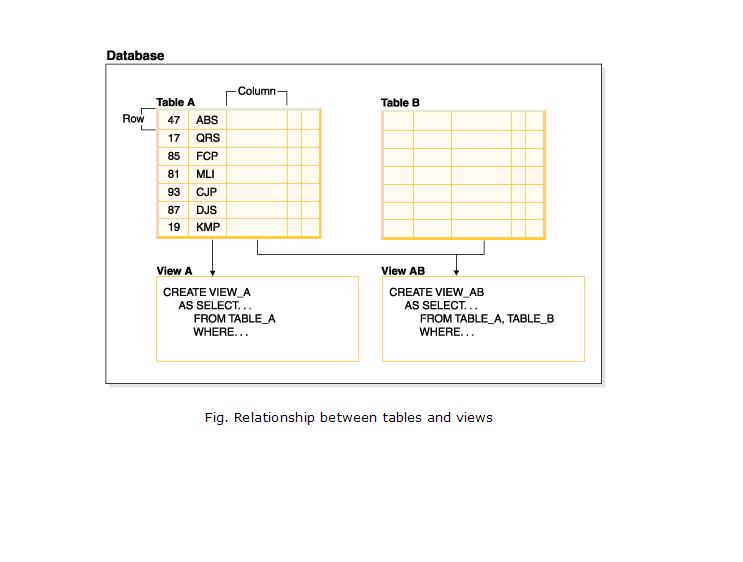 Database
Column
Table A
Table B
Row
47 ABS
17 QRS
85 FCP
81 MLI
93 CJP
87 DJS
19 KMP
View A
CREATE VIEW_A
AS SELECT. . .
FROM TABLE_A
WHERE. . .
View AB
CREATE VIEW_AB
AS SELECT. . .
FROM TABLE_A, TABLE_B
WHERE. . .
Fig. Relationship between tables and views